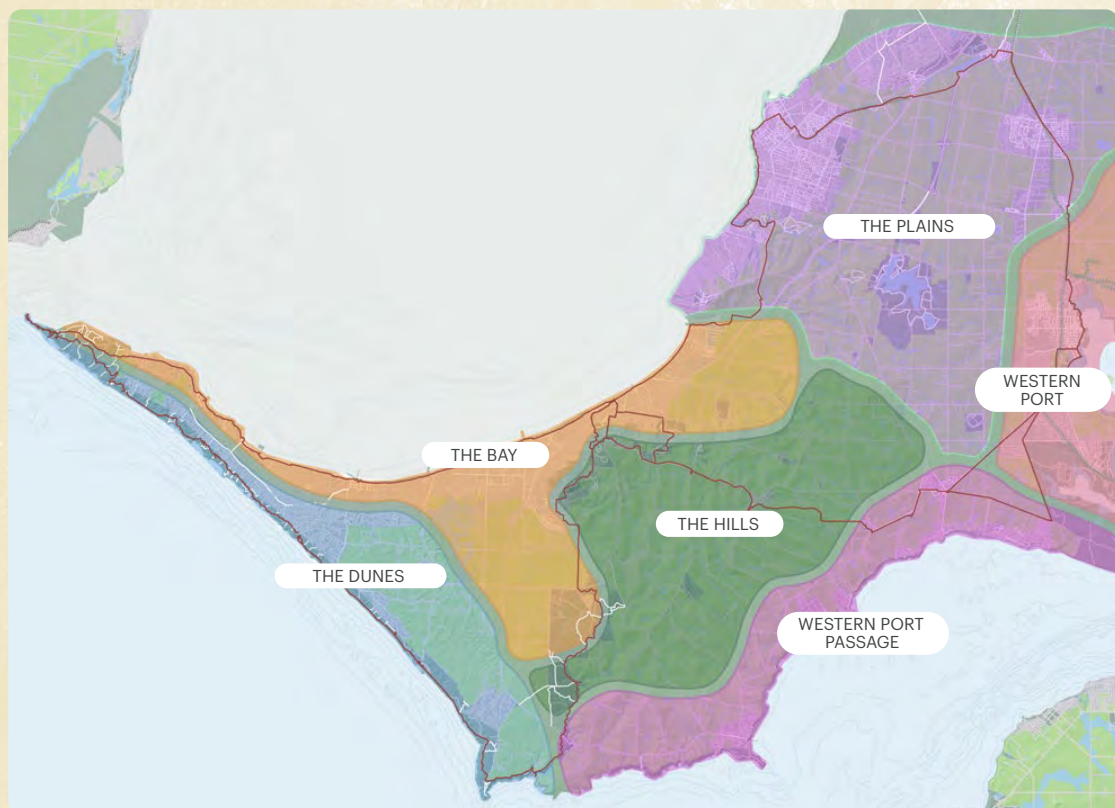 THE PLAINS
WESTERN
PORT
THE BAY
THE HILLS
THE DUNES
WESTERN PORT
PASSAGE